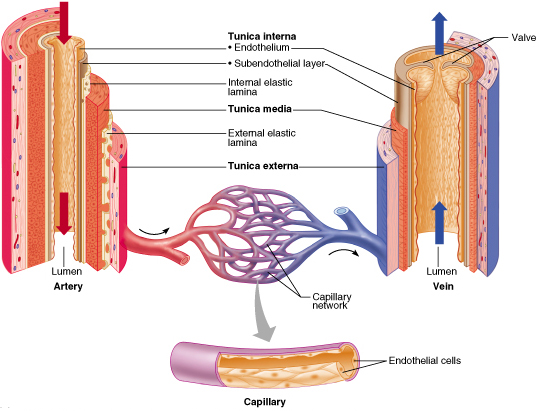 Tunica interna
• Endothelium
• Subendothelial layer
Internal elastic
lamina
Tunica media
External elastic
lamina
Tunica externa
Valve
Lumen
Artery
Lumen
Vein
Capillary
network
Endothelial cells
Capillary